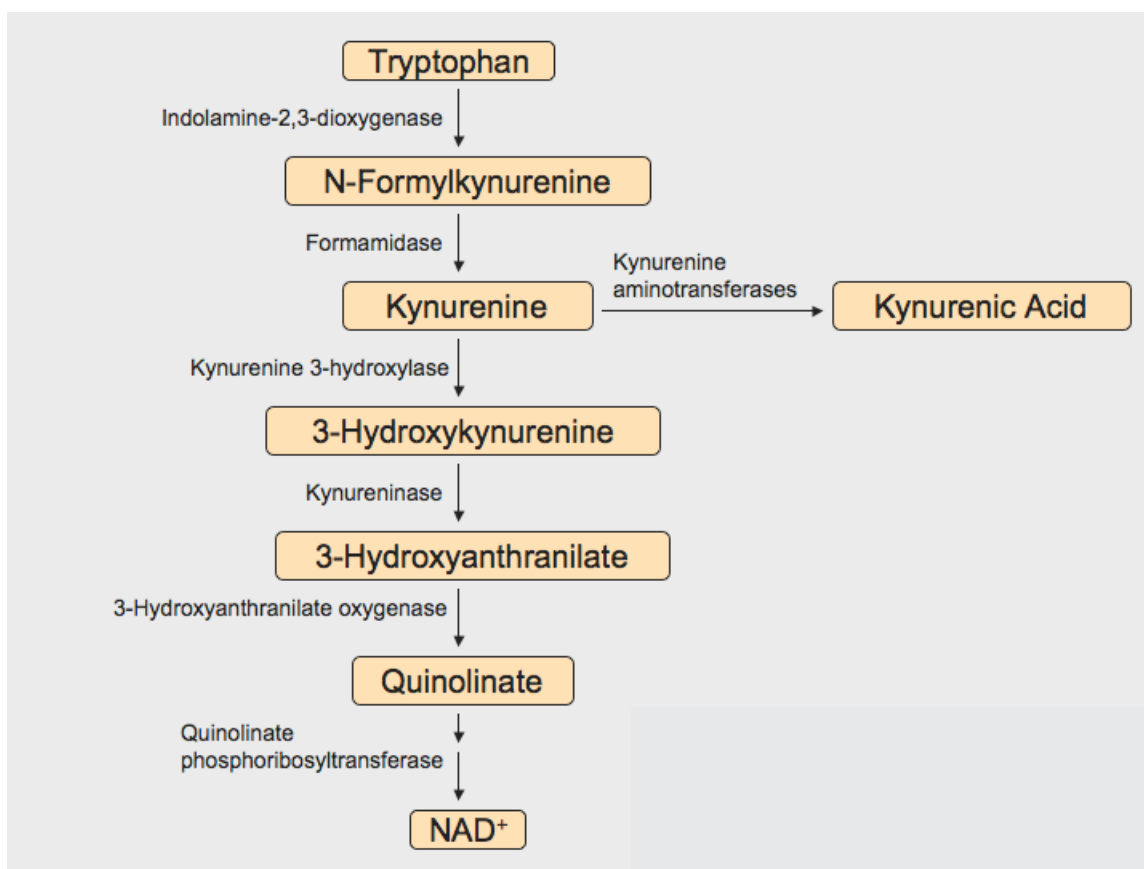 Tryptophan
Indolamine-2,3-dioxygenase
N-Formylkynurenine
Formamidase
Kynurenine
aminotransferases
Kynurenine
Kynurenic Acid
Kynurenine 3-hydroxylase
3-Hydroxykynurenine
Kynureninase
3-Hydroxyanthranilate
3-Hydroxyanthranilate oxygenase
Quinolinate
Quinolinate
phosphoribosyltransferase
NAD⁺